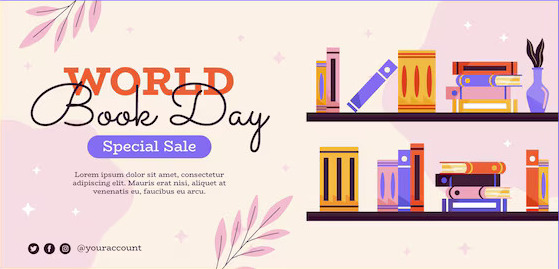 WORLD
Book Day
Special Sale
Lorem ipsum dolor sit amet, consectetur
adipiscing elit. Mauris erat nisi, aliquet at
venenatis eu, faucibus eu arcu.
@youraccount